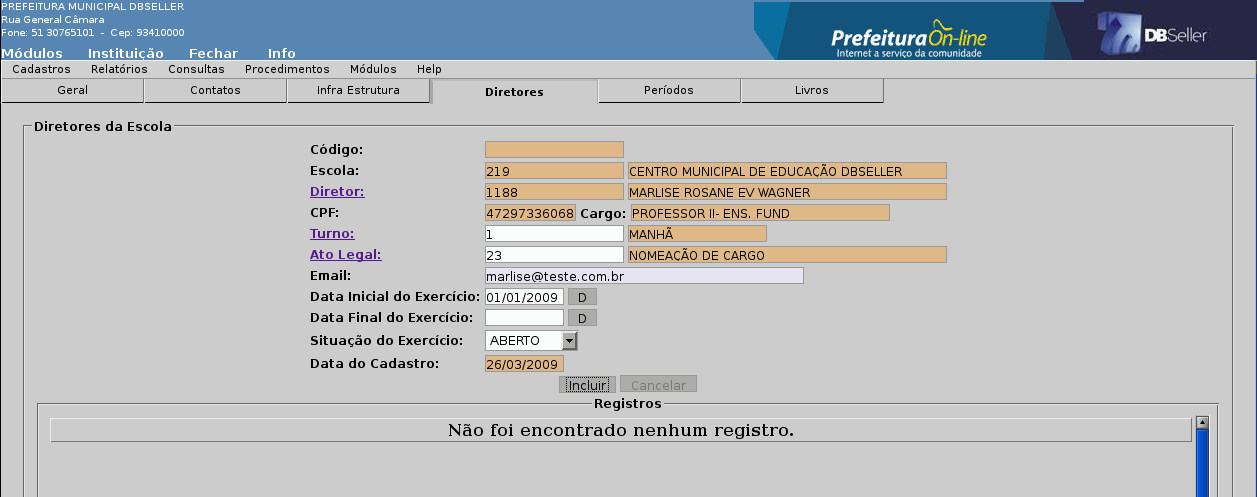 PREFEITURA MUNICIPAL DBSELLER
Rua General Câmara
Fone: 51 30765101 - Cep: 93410000
Módulos Instituição Fechar Info
PrefeituraOn-line
Internet a serviço da comunidade
DBSeller
Cadastros Relatórios Consultas Procedimentos Módulos Help
Geral Contatos Infra Estrutura Diretores Períodos Livros
Diretores da Escola
Código:
Escola: 219 CENTRO MUNICIPAL DE EDUCAÇÃO DBSELLER
Diretor: 1188 MARLISE ROSANE EV WAGNER
CPF: 47297336068 Cargo: PROFESSOR II- ENS. FUND
Turno: 1 MANHÃ
Ato Legal: 23 NOMEAÇÃO DE CARGO
Email: marlise@teste.com.br
Data Inicial do Exercício: 01/01/2009 D
Data Final do Exercício: D
Situação do Exercício: ABERTO
Data do Cadastro: 26/03/2009
Incluir Cancelar
Registros
Não foi encontrado nenhum registro.